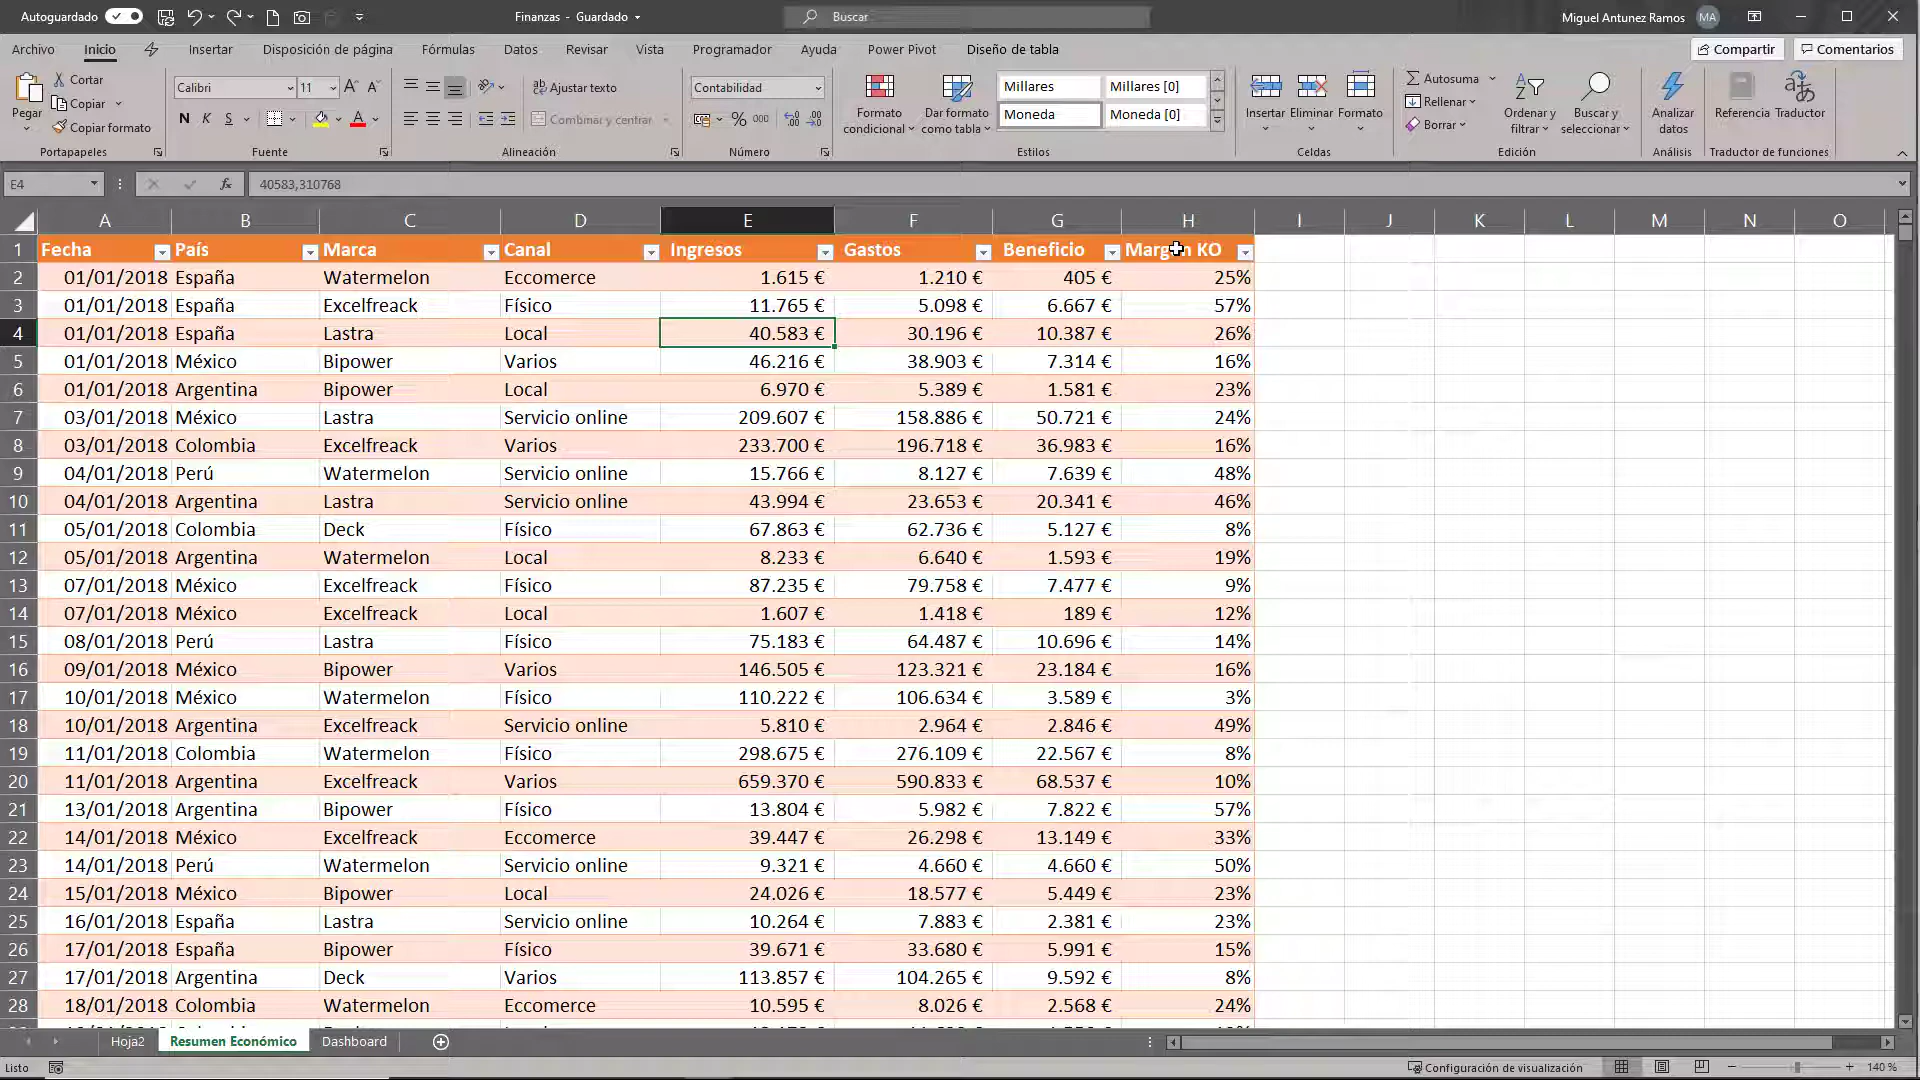 Autoguardado
Finanzas - Guardado
Buscar
Miguel Antunez Ramos MA
Archivo Inicio Insertar Disposición de página Fórmulas Datos Revisar Vista Programador Ayuda Power Pivot Diseño de tabla Compartir Comentarios
Pegar
Cortar
Copiar
Copiar formato
Portapapeles
Calibri 11
N K S
Fuente
Ajustar texto
Combinar y centrar
Alineación
Contabilidad
% 000
Número
Formato condicional
Dar formato como tabla
Millares Millares [0]
Moneda Moneda [0]
Estilos
Insertar Eliminar Formato
Celdas
Autosuma
Rellenar
Borrar
Ordenar y filtrar
Buscar y seleccionar
Edición
Analizar datos
Análisis
Referencia Traductor
Traductor de funciones
E4 fx 40583,310768
A B C D E F G H I J K L M N O
1 Fecha País Marca Canal Ingresos Gastos Beneficio Margen KO
2 01/01/2018 España Watermelon Eccomerce 1.615 € 1.210 € 405 € 25%
3 01/01/2018 España Excelfreack Físico 11.765 € 5.098 € 6.667 € 57%
4 01/01/2018 España Lastra Local 40.583 € 30.196 € 10.387 € 26%
5 01/01/2018 México Bipower Varios 46.216 € 38.903 € 7.314 € 16%
6 01/01/2018 Argentina Bipower Local 6.970 € 5.389 € 1.581 € 23%
7 03/01/2018 México Lastra Servicio online 209.607 € 158.886 € 50.721 € 24%
8 03/01/2018 Colombia Excelfreack Varios 233.700 € 196.718 € 36.983 € 16%
9 04/01/2018 Perú Watermelon Servicio online 15.766 € 8.127 € 7.639 € 48%
10 04/01/2018 Argentina Lastra Servicio online 43.994 € 23.653 € 20.341 € 46%
11 05/01/2018 Colombia Deck Físico 67.863 € 62.736 € 5.127 € 8%
12 05/01/2018 Argentina Watermelon Local 8.233 € 6.640 € 1.593 € 19%
13 07/01/2018 México Excelfreack Físico 87.235 € 79.758 € 7.477 € 9%
14 07/01/2018 México Excelfreack Local 1.607 € 1.418 € 189 € 12%
15 08/01/2018 Perú Lastra Físico 75.183 € 64.487 € 10.696 € 14%
16 09/01/2018 México Bipower Varios 146.505 € 123.321 € 23.184 € 16%
17 10/01/2018 México Watermelon Físico 110.222 € 106.634 € 3.589 € 3%
18 10/01/2018 Argentina Excelfreack Servicio online 5.810 € 2.964 € 2.846 € 49%
19 11/01/2018 Colombia Watermelon Físico 298.675 € 276.109 € 22.567 € 8%
20 11/01/2018 Argentina Excelfreack Varios 659.370 € 590.833 € 68.537 € 10%
21 13/01/2018 Argentina Bipower Físico 13.804 € 5.982 € 7.822 € 57%
22 14/01/2018 México Excelfreack Eccomerce 39.447 € 26.298 € 13.149 € 33%
23 14/01/2018 Perú Watermelon Servicio online 9.321 € 4.660 € 4.660 € 50%
24 15/01/2018 México Bipower Local 24.026 € 18.577 € 5.449 € 23%
25 16/01/2018 España Lastra Servicio online 10.264 € 7.883 € 2.381 € 23%
26 17/01/2018 España Bipower Físico 39.671 € 33.680 € 5.991 € 15%
27 17/01/2018 Argentina Deck Varios 113.857 € 104.265 € 9.592 € 8%
28 18/01/2018 Colombia Watermelon Eccomerce 10.595 € 8.026 € 2.568 € 24%
Hoja2 Resumen Económico Dashboard
Listo
Configuración de visualización
140 %